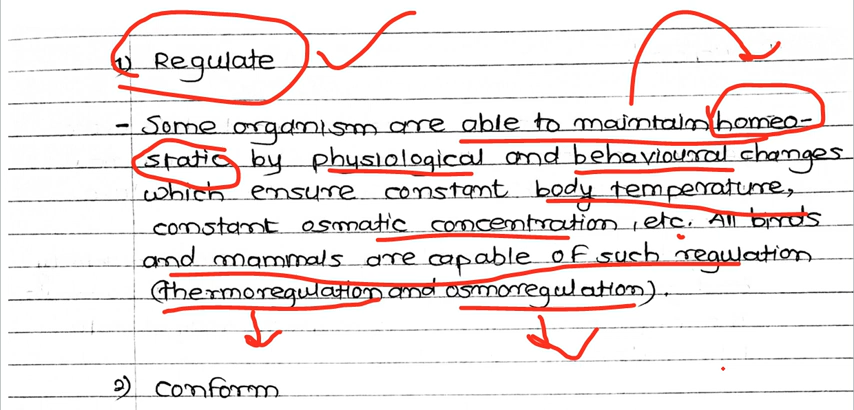 1) Regulate
- Some organism are able to maintain homeo-
static by physiological and behavioural changes
which ensure constant body temperature,
constant osmatic concentration, etc. All birds
and mammals are capable of such regulation
(thermoregulation and osmoregulation).
2) conform